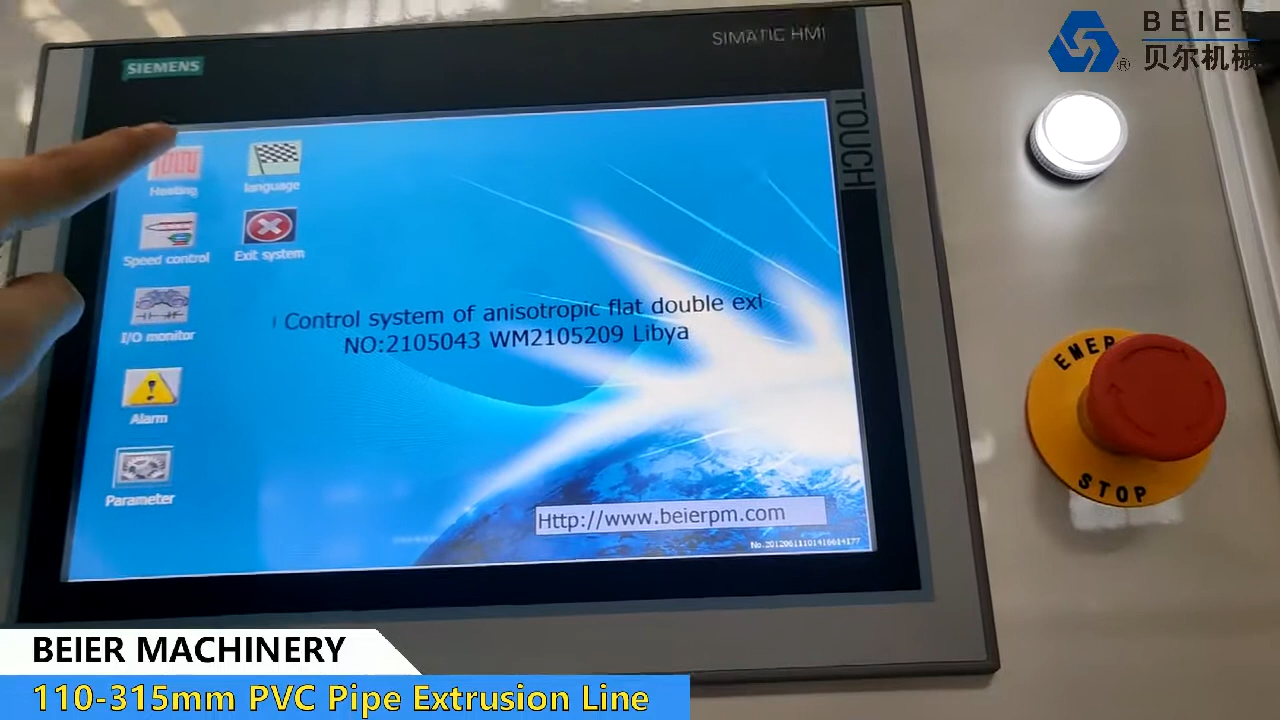 SIEMENS
SIMATIC HMI
TOUCH
BEIE
贝尔机械
®
Heating
language
Speed control
Exit system
I/O monitor
Alarm
Parameter
Control system of anisotropic flat double ex
NO:2105043 WM2105209 Libya
Http://www.beierpm.com
EMER
STOP
BEIER MACHINERY
110-315mm PVC Pipe Extrusion Line